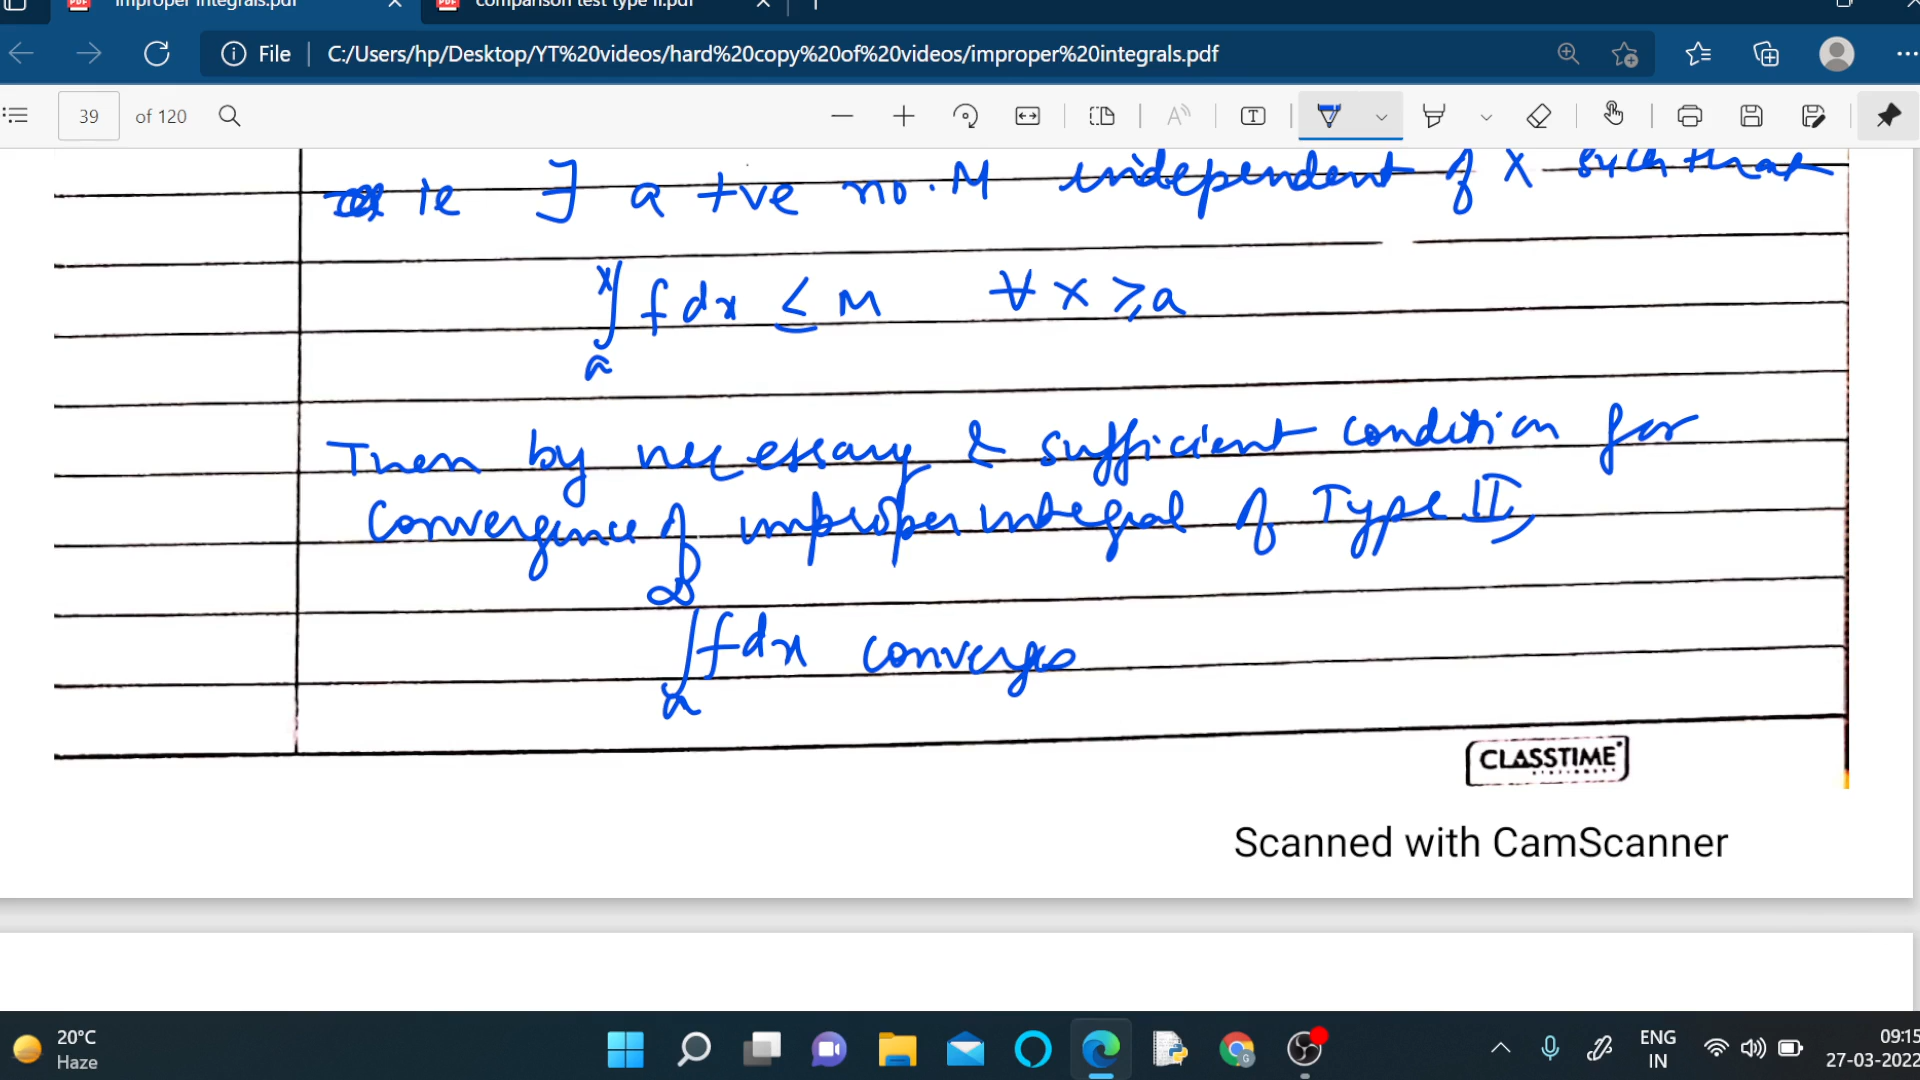 improper integrals.pdf
comparison test type ii.pdf
File
C:/Users/hp/Desktop/YT%20videos/hard%20copy%20of%20videos/improper%20integrals.pdf
39 of 120
ie ∃ a +ve no. M independent of X such that
∫ₐˣ f dx ≤ M ∀ X ≥ a
Then by necessary & sufficient condition for
convergence of improper integral of Type II,
∫ₐ^∞ f dx converges
CLASSTIME
Scanned with CamScanner
20°C
Haze
ENG
IN
09:15
27-03-2022